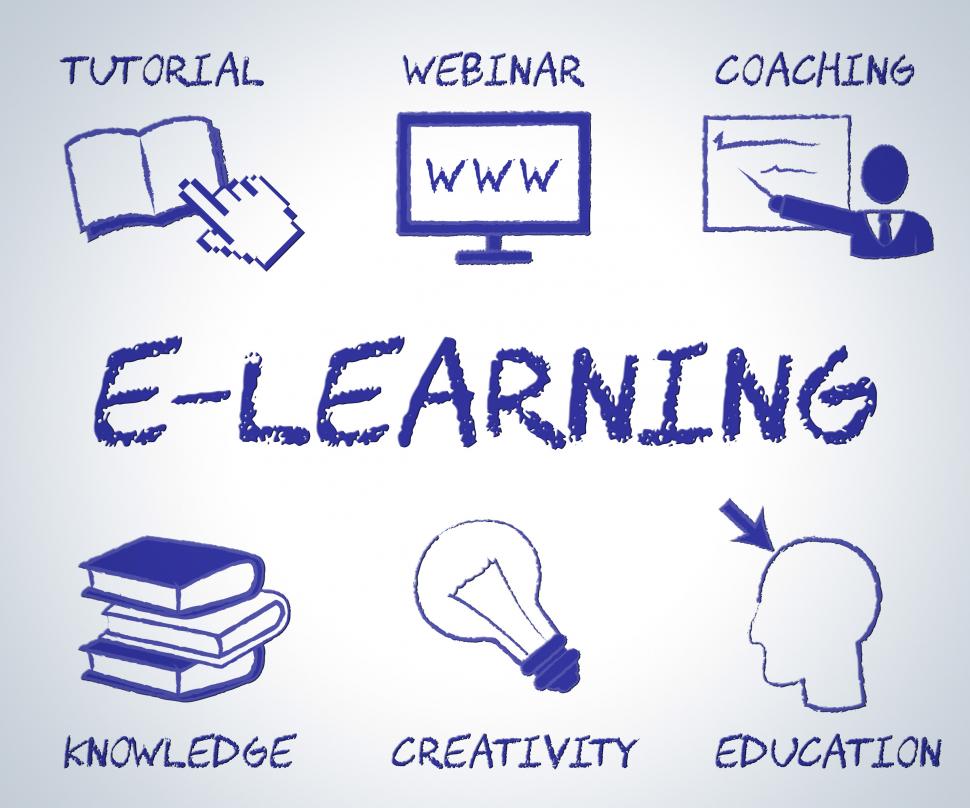 TUTORIAL
WEBINAR
COACHING
WWW
E-LEARNING
KNOWLEDGE
CREATIVITY
EDUCATION